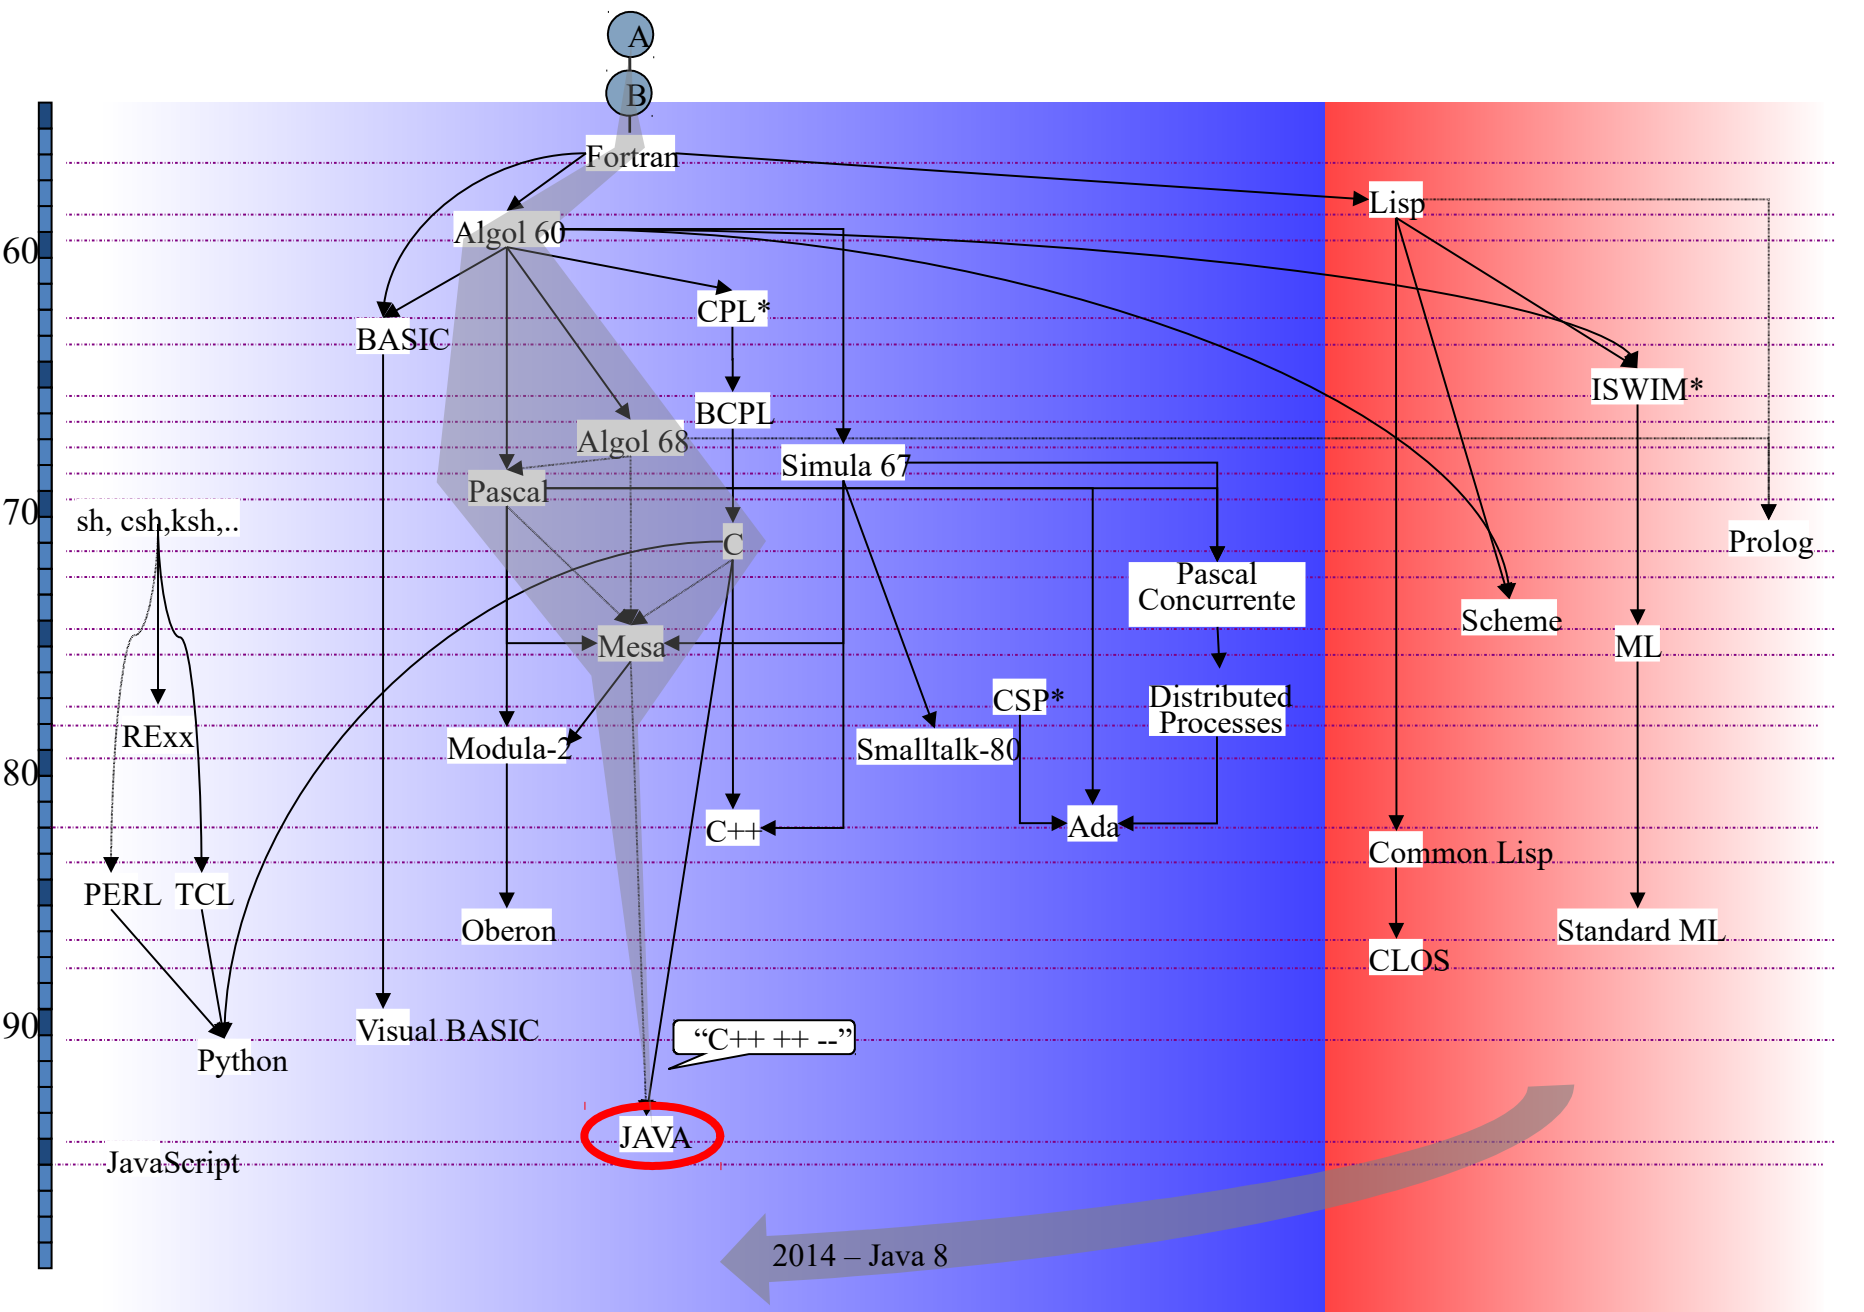 A
B
Fortran
Lisp
Algol 60
60
CPL*
BASIC
ISWIM*
BCPL
Algol 68
Simula 67
Pascal
70
sh, csh,ksh,..
C
Prolog
Pascal
Concurrente
Scheme
Mesa
ML
CSP*
Distributed
Processes
RExx
Modula-2
Smalltalk-80
80
C++
Ada
Common Lisp
PERL
TCL
Oberon
Standard ML
CLOS
90
Visual BASIC
“C++ ++ --”
Python
JAVA
JavaScript
2014 – Java 8